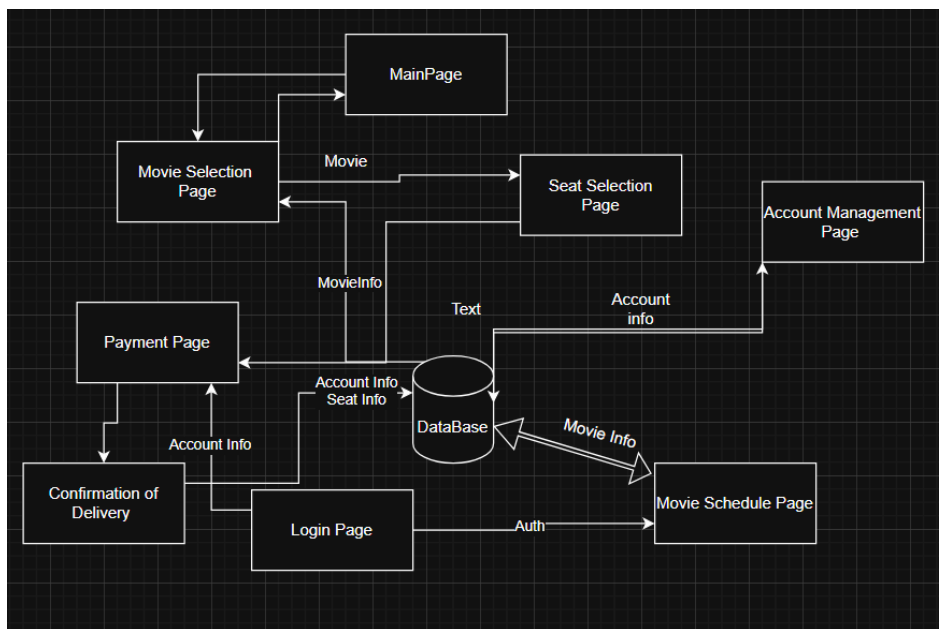 MainPage
Movie Selection
Page
Movie
Seat Selection
Page
Account Management
Page
MovieInfo
Text
Account
info
Payment Page
Account Info
Seat Info
DataBase
Movie Info
Account Info
Confirmation of
Delivery
Login Page
Auth
Movie Schedule Page